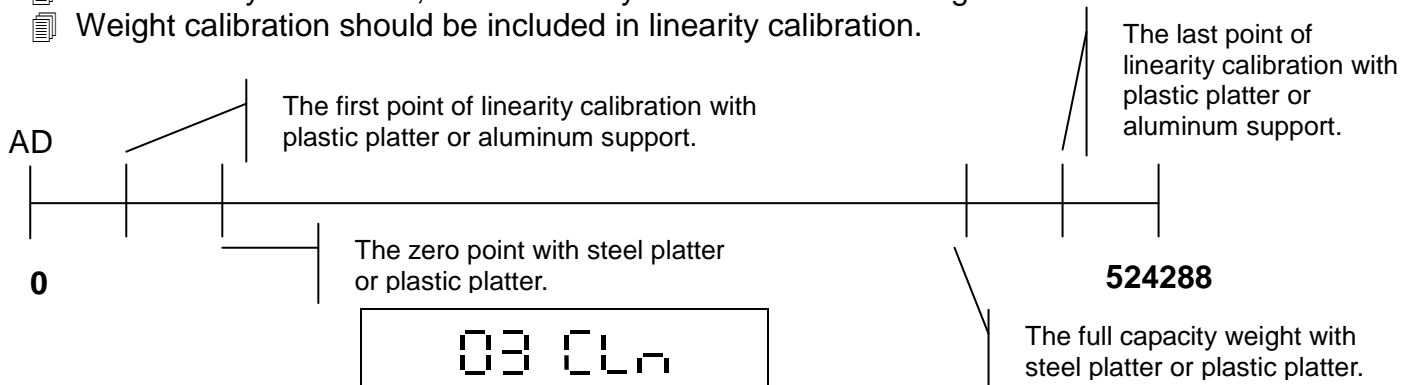 Weight calibration should be included in linearity calibration.
The last point of
linearity calibration with
plastic platter or
aluminum support.
The first point of linearity calibration with
plastic platter or aluminum support.
AD
The zero point with steel platter
or plastic platter.
0
524288
03 CLn
The full capacity weight with
steel platter or plastic platter.